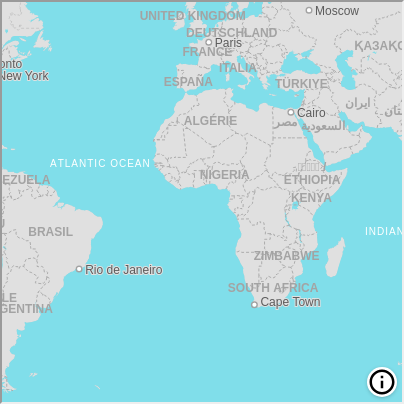 UNITED KINGDOM
Moscow
DEUTSCHLAND
Paris
ҚАЗАҚС
FRANCE
onto
ITALIA
New York
ESPAÑA
TÜRKIYE
ایران
Cairo
ALGÉRIE
مصر
السعودية
ATLANTIC OCEAN
NIGERIA
EZUELA
ETHIOPIA
KENYA
BRASIL
INDIAN
ZIMBABWE
Rio de Janeiro
SOUTH AFRICA
LE
Cape Town
GENTINA